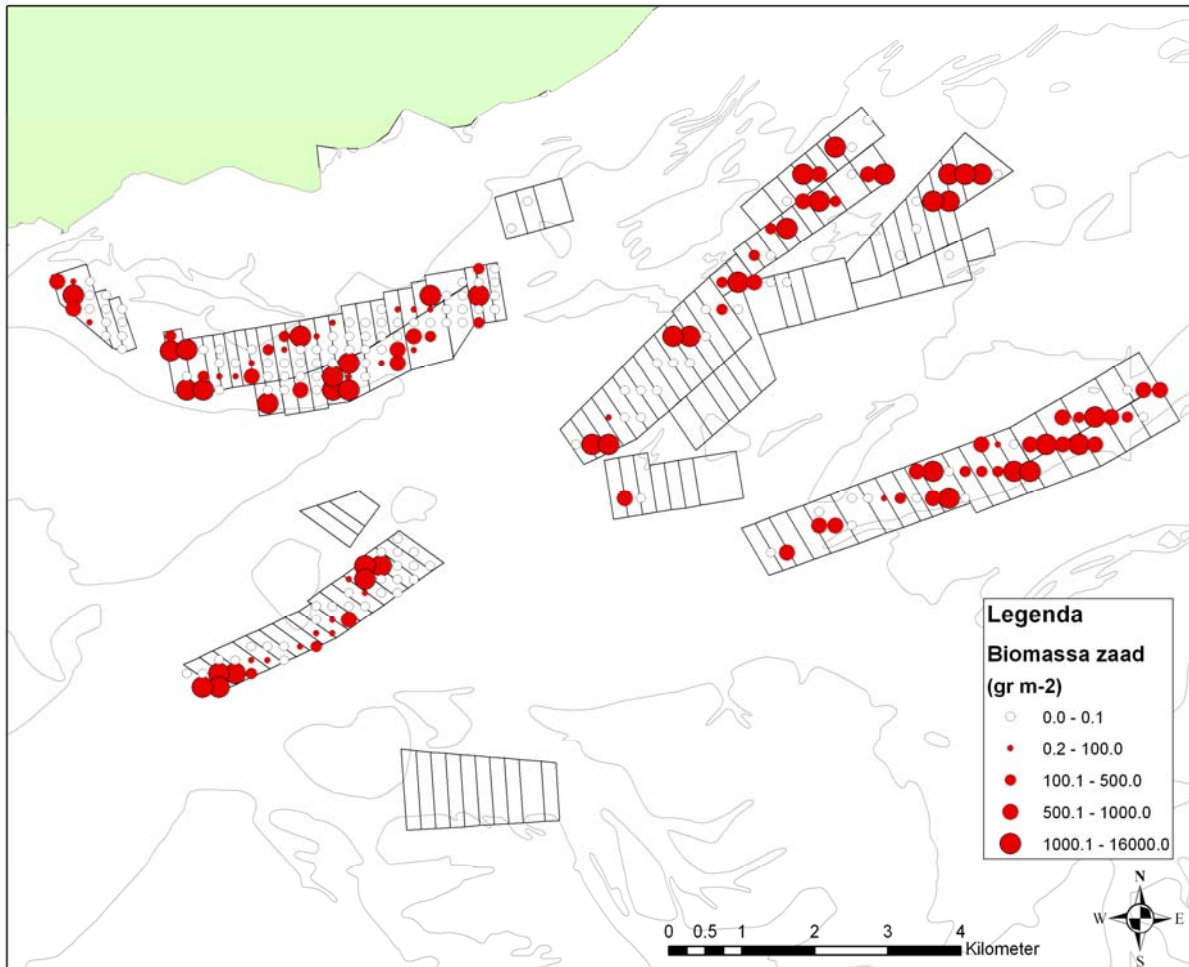 Legenda
Biomassa zaad
(gr m-2)
0.0 - 0.1
0.2 - 100.0
100.1 - 500.0
500.1 - 1000.0
1000.1 - 16000.0
N
W E
S
0 0.5 1 2 3 4
Kilometer